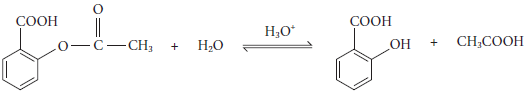 O
COOH H₃O⁺ COOH
O—C—CH₃ + H₂O OH + CH₃COOH